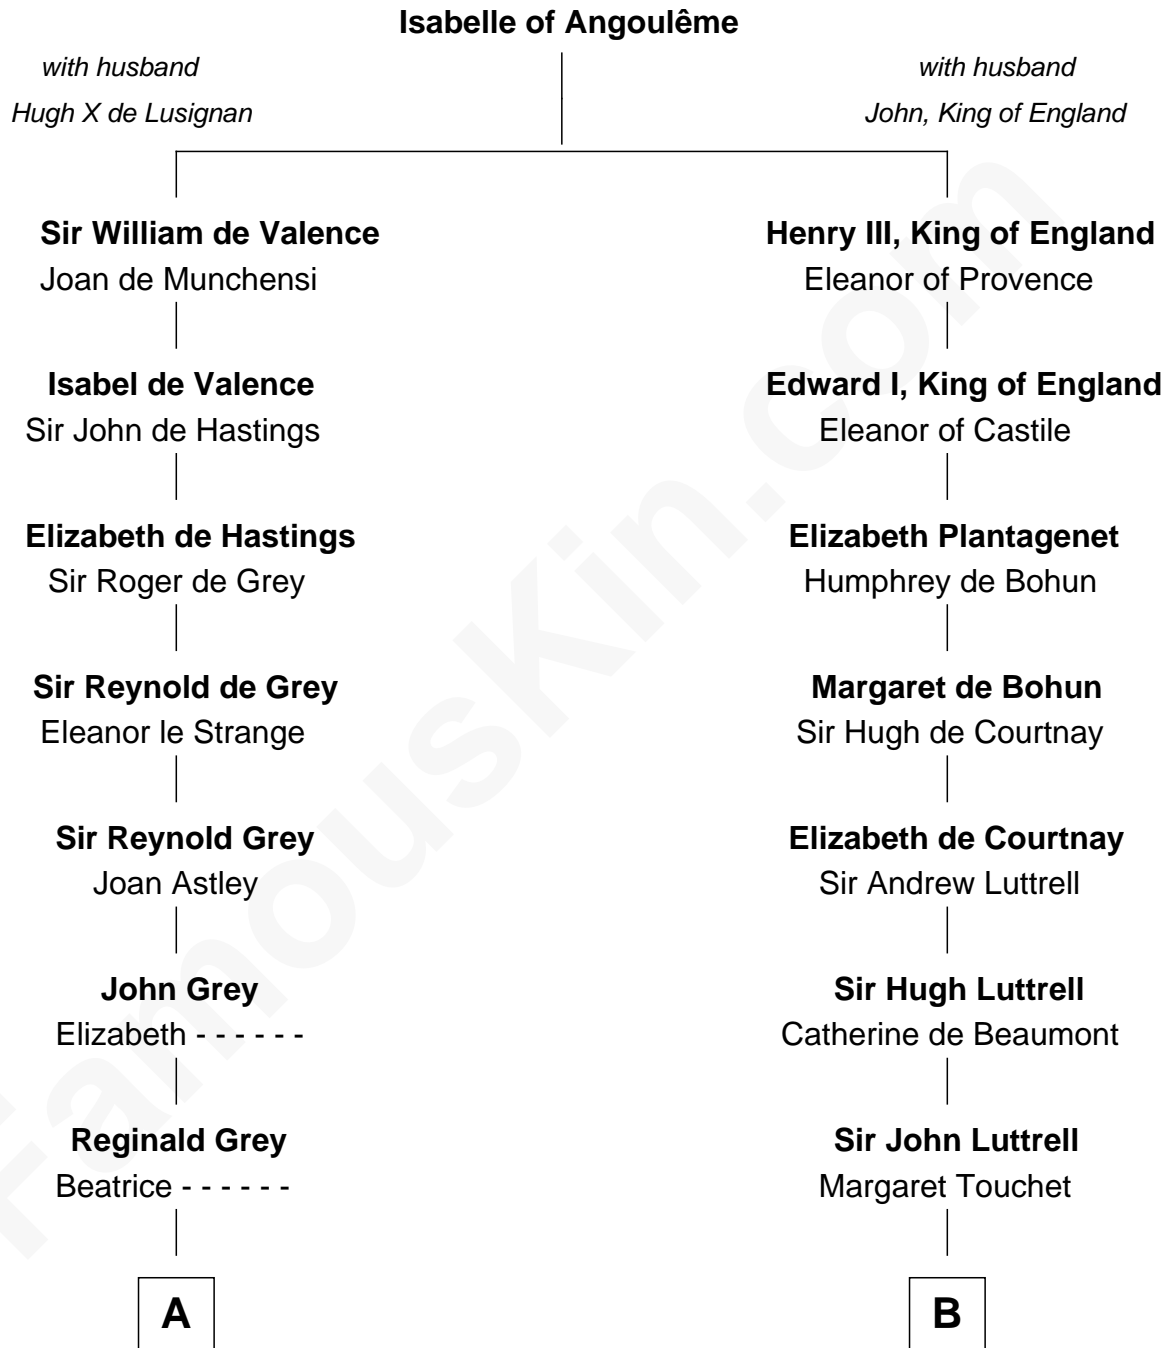 Isabelle of Angoulême
with husband
Hugh X de Lusignan
with husband
John, King of England
Sir William de Valence
Joan de Munchensi
Henry III, King of England
Eleanor of Provence
Isabel de Valence
Sir John de Hastings
Edward I, King of England
Eleanor of Castile
Elizabeth de Hastings
Sir Roger de Grey
Elizabeth Plantagenet
Humphrey de Bohun
Sir Reynold de Grey
Eleanor le Strange
Margaret de Bohun
Sir Hugh de Courtnay
Sir Reynold Grey
Joan Astley
Elizabeth de Courtnay
Sir Andrew Luttrell
John Grey
Elizabeth - - - - - -
Sir Hugh Luttrell
Catherine de Beaumont
Reginald Grey
Beatrice - - - - - -
Sir John Luttrell
Margaret Touchet
A
B
FamousKin.com